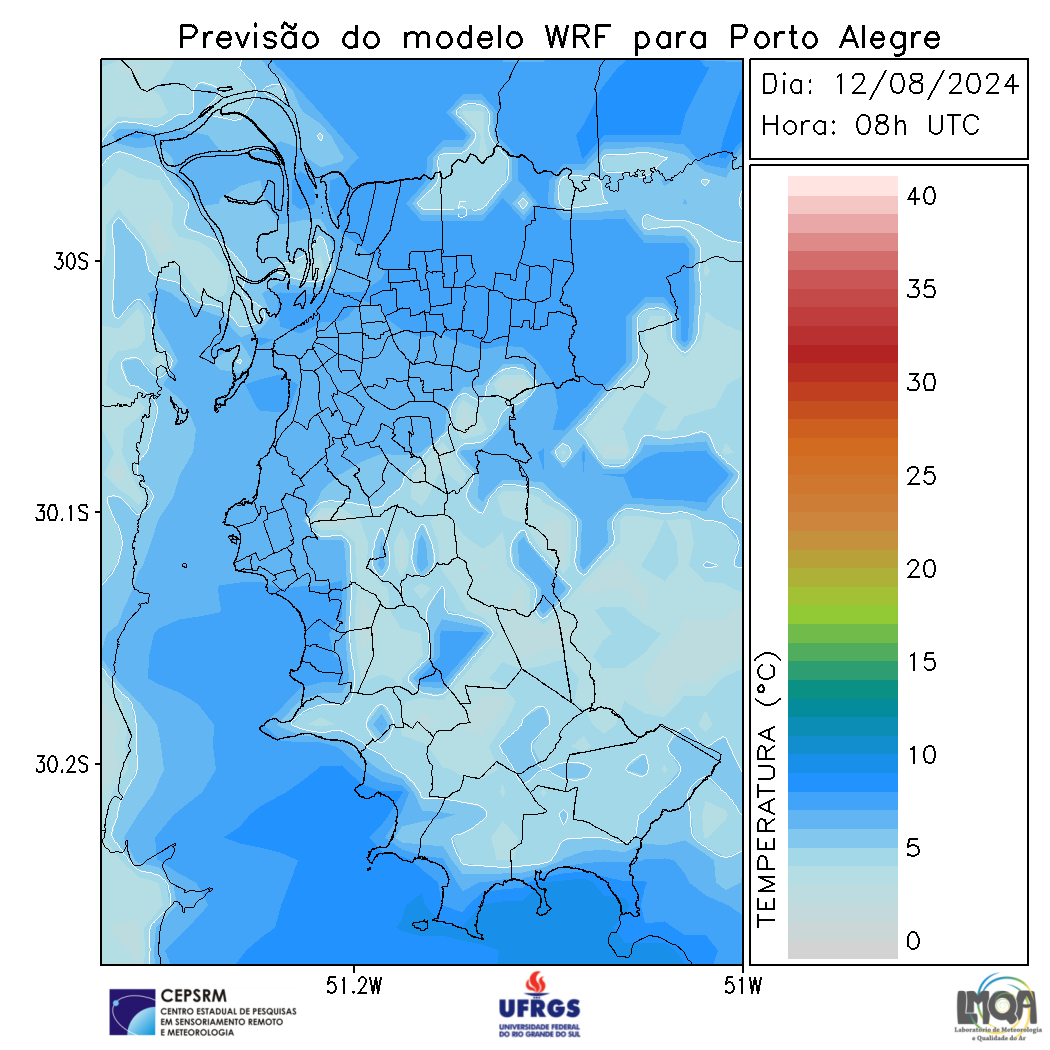 Previsão do modelo WRF para Porto Alegre
Dia: 12/08/2024
Hora: 08h UTC
40
35
30
25
20
15
10
5
0
TEMPERATURA (°C)
5
30S
30.1S
30.2S
51.2W
51W
CEPSRM
CENTRO ESTADUAL DE PESQUISAS
EM SENSORIAMENTO REMOTO
E METEOROLOGIA
UFRGS
UNIVERSIDADE FEDERAL
DO RIO GRANDE DO SUL
LMQA
Laboratório de Meteorologia
e Qualidade do Ar